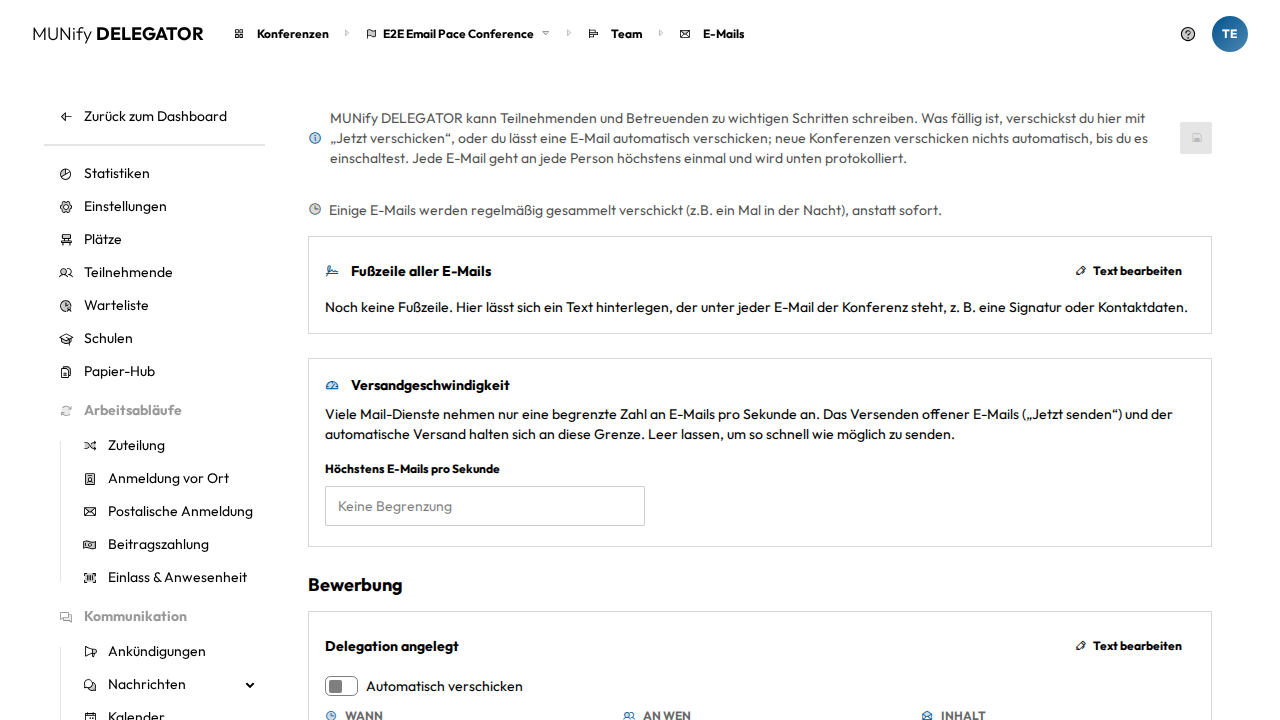 MUNify DELEGATOR
Konferenzen
E2E Email Pace Conference
Team
E-Mails
TE
Zurück zum Dashboard
Statistiken
Einstellungen
Plätze
Teilnehmende
Warteliste
Schulen
Papier-Hub
Arbeitsabläufe
Zuteilung
Anmeldung vor Ort
Postalische Anmeldung
Beitragszahlung
Einlass & Anwesenheit
Kommunikation
Ankündigungen
Nachrichten
Kalender
MUNify DELEGATOR kann Teilnehmenden und Betreuenden zu wichtigen Schritten schreiben. Was fällig ist, verschickst du hier mit
„Jetzt verschicken“, oder du lässt eine E-Mail automatisch verschicken; neue Konferenzen verschicken nichts automatisch, bis du es
einschaltest. Jede E-Mail geht an jede Person höchstens einmal und wird unten protokolliert.
Einige E-Mails werden regelmäßig gesammelt verschickt (z.B. ein Mal in der Nacht), anstatt sofort.
Fußzeile aller E-Mails
Text bearbeiten
Noch keine Fußzeile. Hier lässt sich ein Text hinterlegen, der unter jeder E-Mail der Konferenz steht, z. B. eine Signatur oder Kontaktdaten.
Versandgeschwindigkeit
Viele Mail-Dienste nehmen nur eine begrenzte Zahl an E-Mails pro Sekunde an. Das Versenden offener E-Mails („Jetzt senden“) und der
automatische Versand halten sich an diese Grenze. Leer lassen, um so schnell wie möglich zu senden.
Höchstens E-Mails pro Sekunde
Keine Begrenzung
Bewerbung
Delegation angelegt
Text bearbeiten
Automatisch verschicken
WANN
AN WEN
INHALT